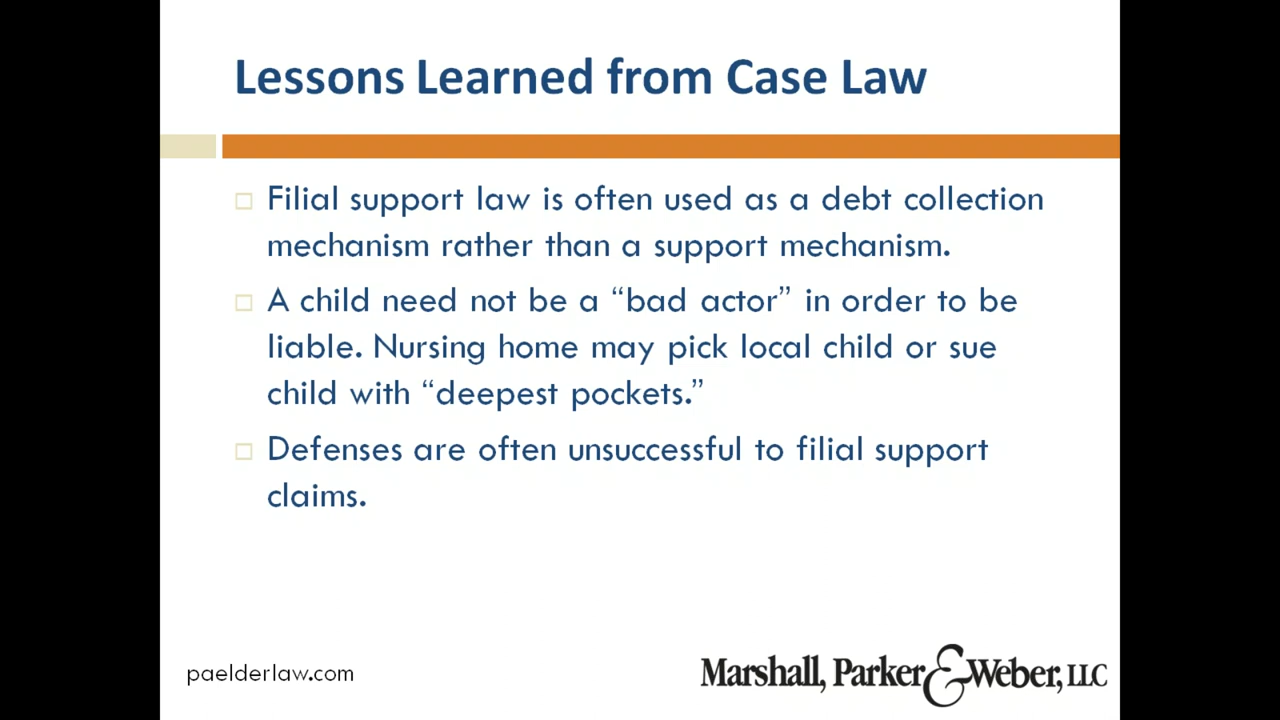 Lessons Learned from Case Law
Filial support law is often used as a debt collection
mechanism rather than a support mechanism.
A child need not be a “bad actor” in order to be
liable. Nursing home may pick local child or sue
child with “deepest pockets.”
Defenses are often unsuccessful to filial support
claims.
paelderlaw.com
Marshall, Parker & Weber, LLC